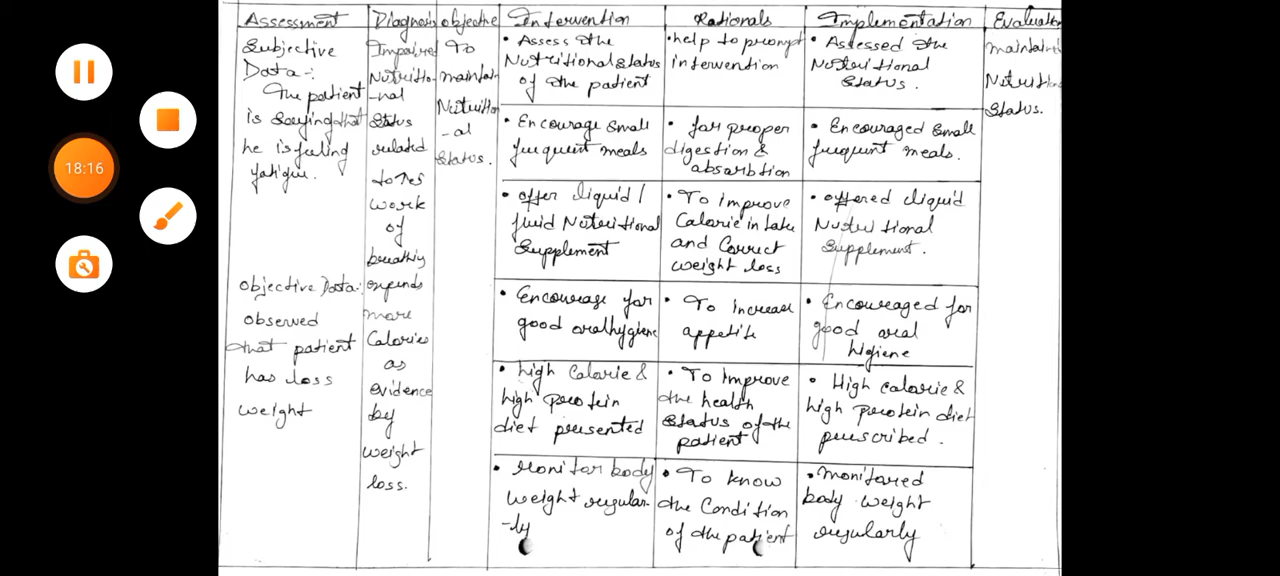 Assessment
Subjective
Data:-
The patient
is saying that
he is feeling
fatigue.
Objective Data:-
observed
that patient
has loss
weight
Diagnosis
Impaired
Nutritio-
-nal
Status
related
to
work
of
breathing
expends
more
Calories
as
evidence
by
weight
loss.
objective
To
maintain
Nutrition
-al
Status.
Intervention
• Assess the
Nutritional Status
of the patient
• Encourage small
frequent meals
• offer liquid /
fluid Nutritional
Supplement
• Encourage for
good oralhygiene
• high Calorie &
high protein
diet presented
• Monitor body
weight regular-
-ly
Rationals
• help to prompt
intervention
• for proper
digestion &
absorbtion
• To improve
Calorie intake
and Correct
weight loss
• To increase
appetite
• To improve
the health
status of the
patient
• To know
the Condition
of the patient
Implementation
• Assessed the
Nutritional
Status.
• Encouraged small
frequent meals.
• offered liquid
Nutritional
Supplement.
• Encouraged for
good oral
higiene
• High calorie &
high protein diet
prescribed.
• Monitored
body weight
regularly
Evaluation
maintained
Nutritional
Status.
18:16